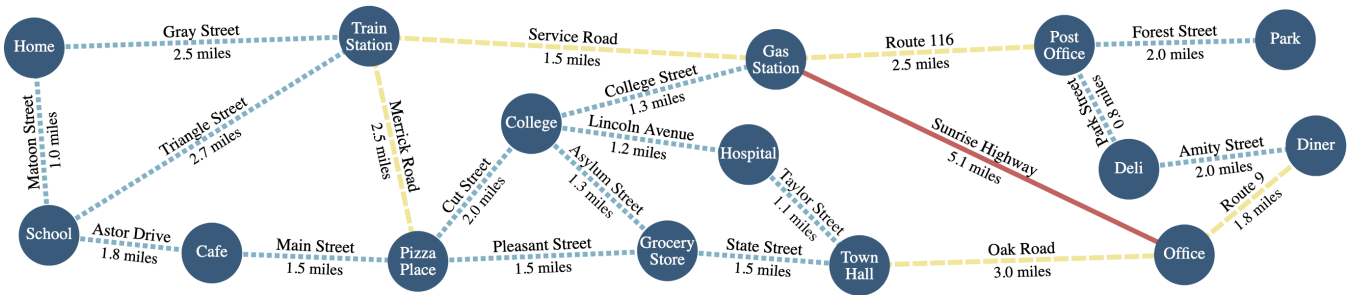 Home
Gray Street
2.5 miles
Train
Station
Service Road
1.5 miles
Gas
Station
Route 116
2.5 miles
Post
Office
Forest Street
2.0 miles
Park
Matoon Street
1.0 miles
Triangle Street
2.7 miles
Merrick Road
2.5 miles
College Street
1.3 miles
College
Lincoln Avenue
1.2 miles
Hospital
Sunrise Highway
5.1 miles
Park Street
0.8 miles
Deli
Amity Street
2.0 miles
Diner
Cut Street
2.0 miles
Asylum Street
1.3 miles
Taylor Street
1.1 miles
Route 9
1.8 miles
School
Astor Drive
1.8 miles
Cafe
Main Street
1.5 miles
Pizza
Place
Pleasant Street
1.5 miles
Grocery
Store
State Street
1.5 miles
Town
Hall
Oak Road
3.0 miles
Office